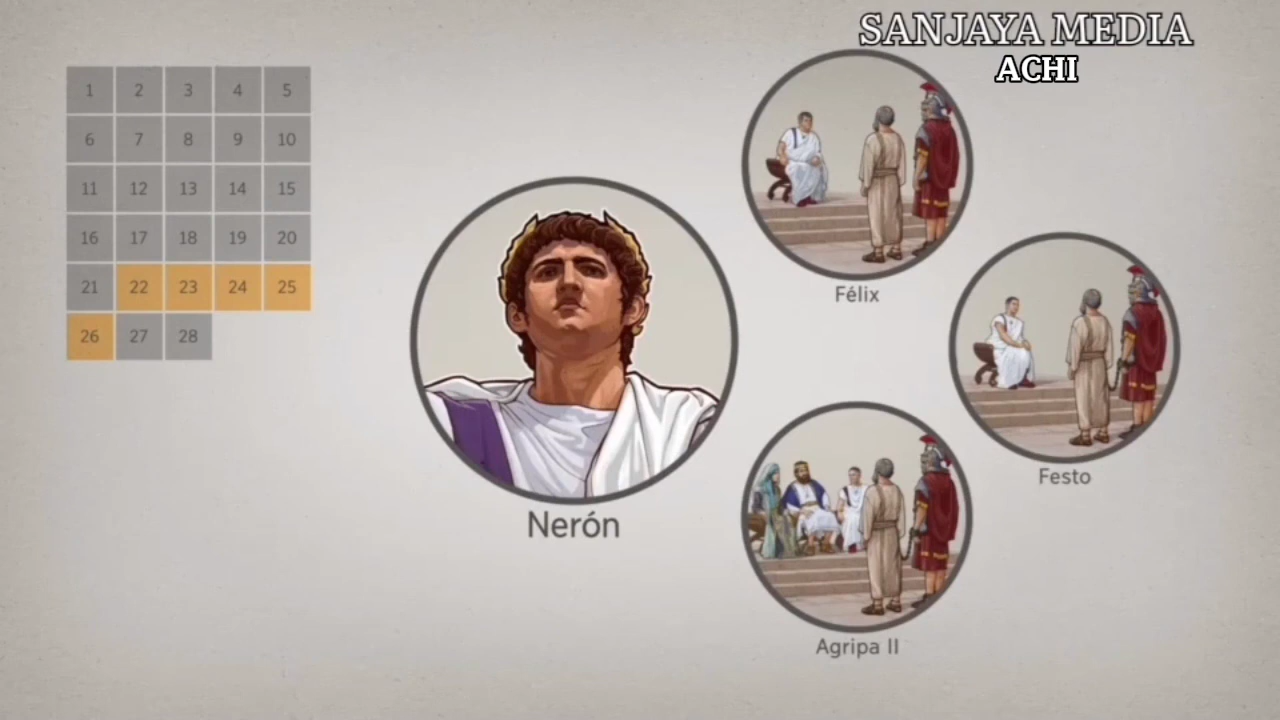 SANJAYA MEDIA
ACHI
1 2 3 4 5
6 7 8 9 10
11 12 13 14 15
16 17 18 19 20
21 22 23 24 25
26 27 28
Félix
Festo
Nerón
Agripa II